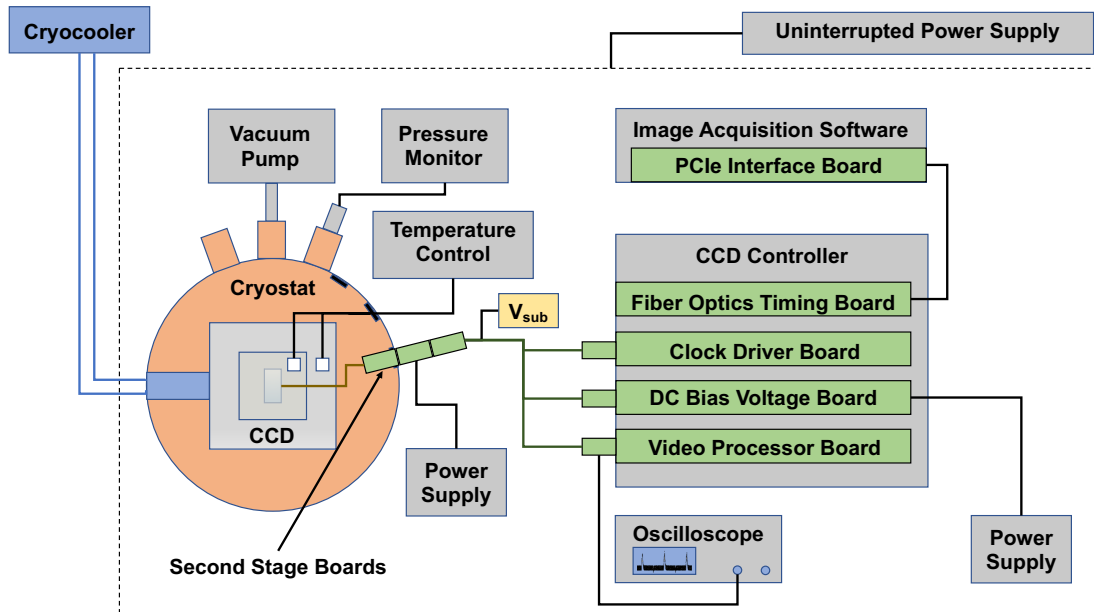 Cryocooler
Uninterrupted Power Supply
Vacuum
Pump
Pressure
Monitor
Image Acquisition Software
PCIe Interface Board
Temperature
Control
CCD Controller
Cryostat
Fiber Optics Timing Board
Vsub
Clock Driver Board
DC Bias Voltage Board
CCD
Video Processor Board
Power
Supply
Second Stage Boards
Oscilloscope
Power
Supply